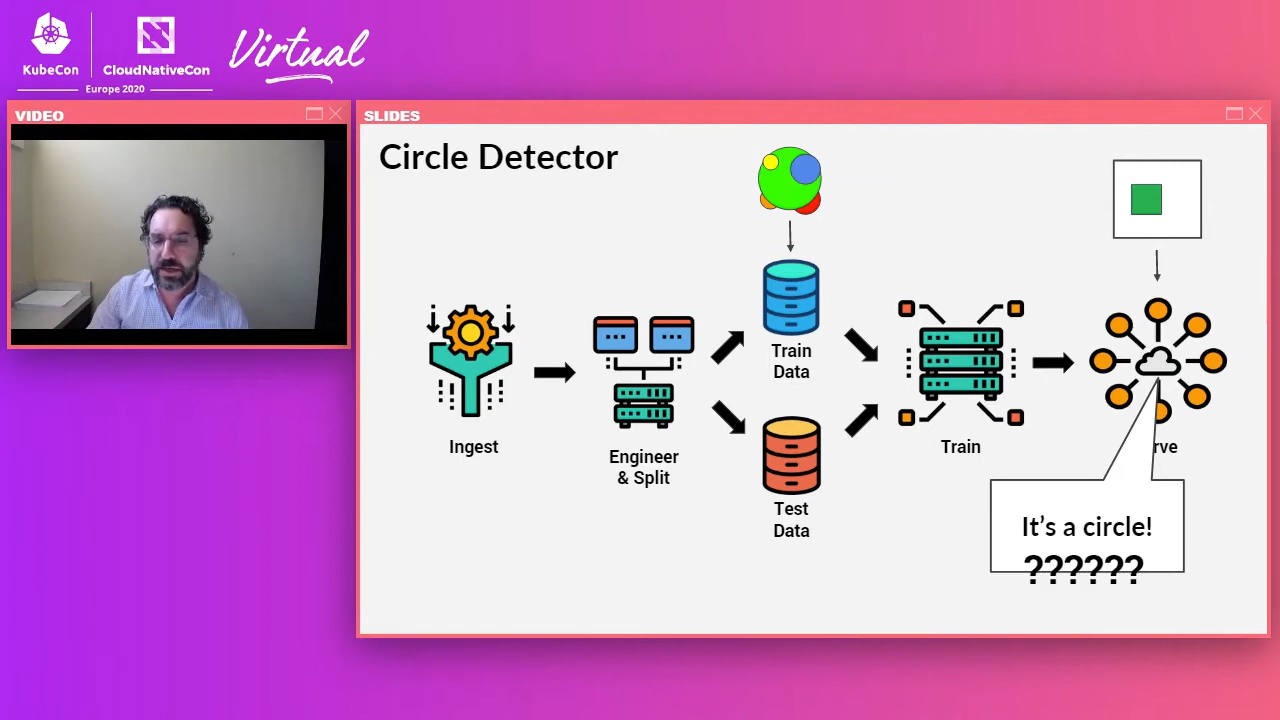 KubeCon
CloudNativeCon
Europe 2020
Virtual
VIDEO
SLIDES
Circle Detector
Ingest
Engineer
& Split
Train
Data
Test
Data
Train
rve
It's a circle!
??????